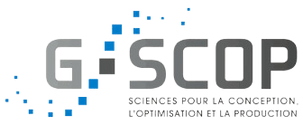 G-SCOP
SCIENCES POUR LA CONCEPTION,
L'OPTIMISATION ET LA PRODUCTION